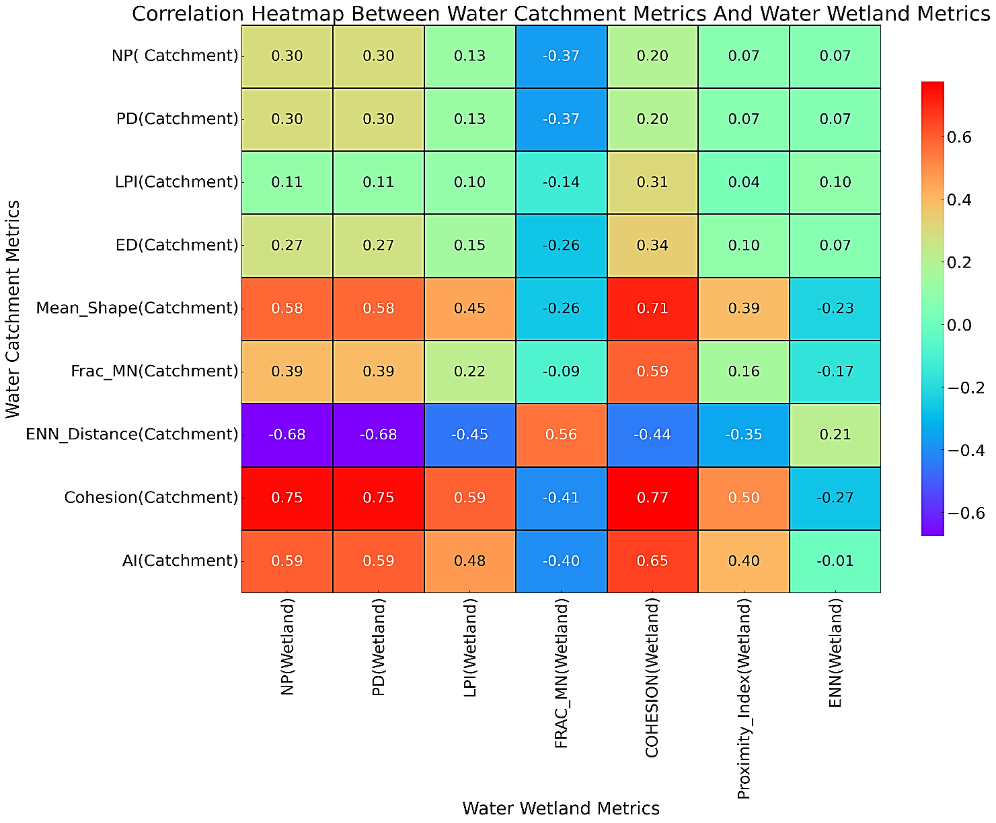 Correlation Heatmap Between Water Catchment Metrics And Water Wetland Metrics
Water Catchment Metrics
NP( Catchment) 0.30 0.30 0.13 -0.37 0.20 0.07 0.07
PD(Catchment) 0.30 0.30 0.13 -0.37 0.20 0.07 0.07
LPI(Catchment) 0.11 0.11 0.10 -0.14 0.31 0.04 0.10
ED(Catchment) 0.27 0.27 0.15 -0.26 0.34 0.10 0.07
Mean_Shape(Catchment) 0.58 0.58 0.45 -0.26 0.71 0.39 -0.23
Frac_MN(Catchment) 0.39 0.39 0.22 -0.09 0.59 0.16 -0.17
ENN_Distance(Catchment) -0.68 -0.68 -0.45 0.56 -0.44 -0.35 0.21
Cohesion(Catchment) 0.75 0.75 0.59 -0.41 0.77 0.50 -0.27
AI(Catchment) 0.59 0.59 0.48 -0.40 0.65 0.40 -0.01
NP(Wetland)
PD(Wetland)
LPI(Wetland)
FRAC_MN(Wetland)
COHESION(Wetland)
Proximity_Index(Wetland)
ENN(Wetland)
Water Wetland Metrics
0.6
0.4
0.2
0.0
−0.2
−0.4
−0.6